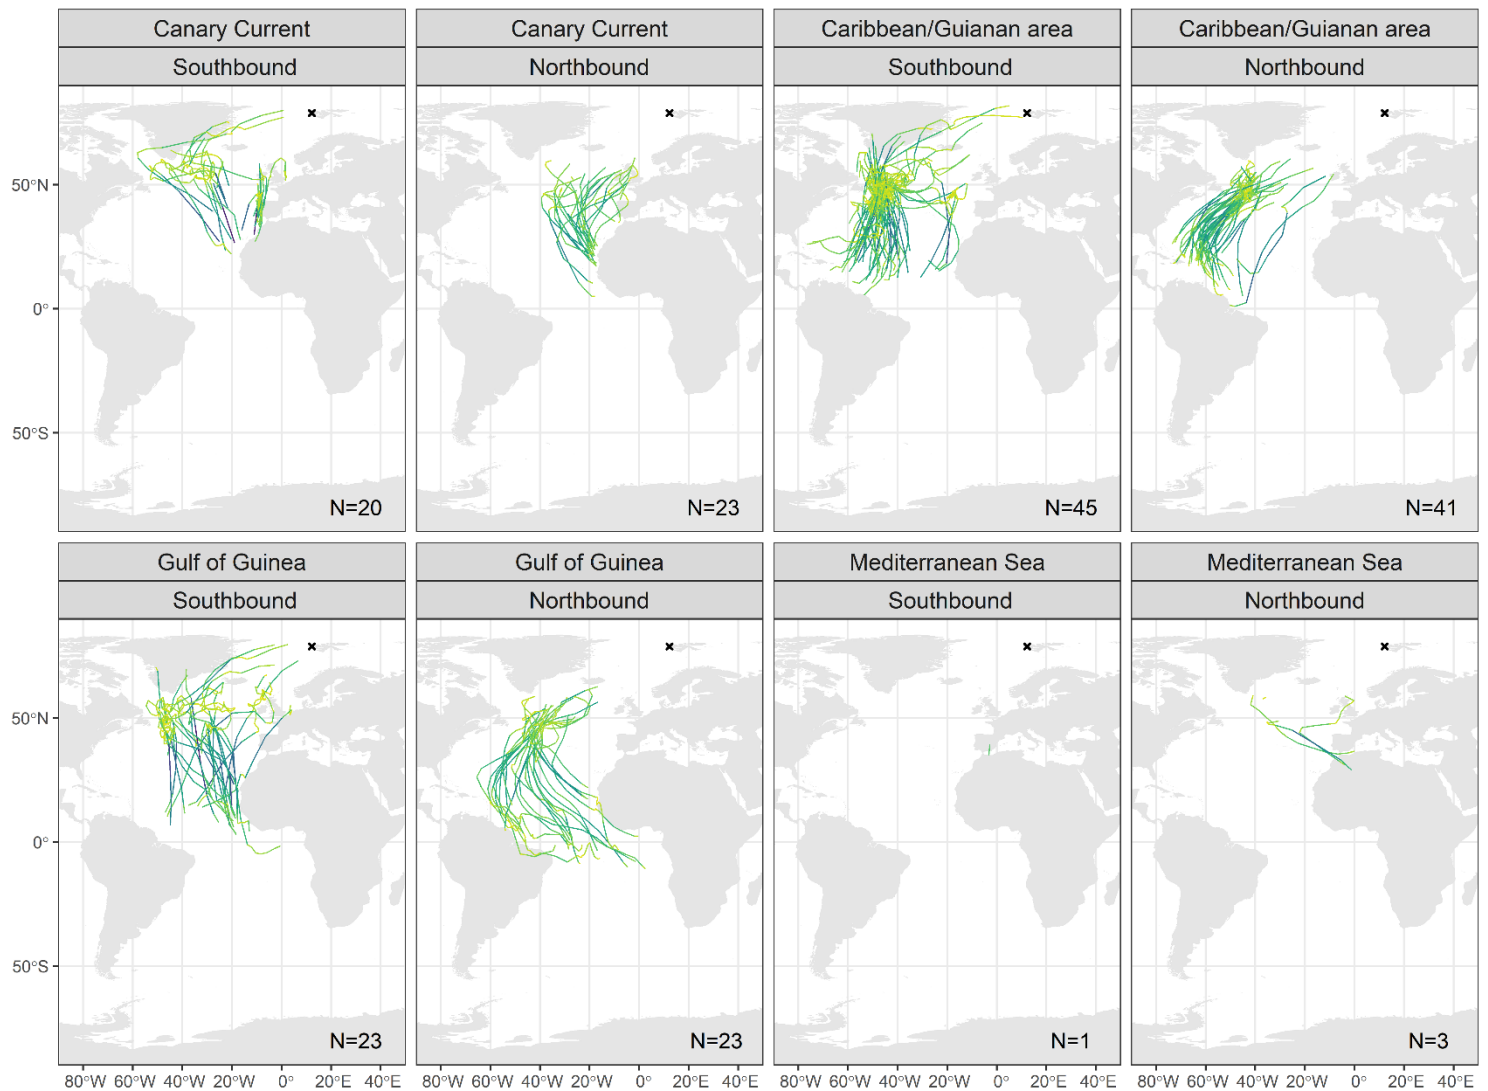 Canary Current Canary Current Caribbean/Guianan area Caribbean/Guianan area
Southbound Northbound Southbound Northbound
50°N
0°
50°S
N=20 N=23 N=45 N=41
Gulf of Guinea Gulf of Guinea Mediterranean Sea Mediterranean Sea
Southbound Northbound Southbound Northbound
50°N
0°
50°S
N=23 N=23 N=1 N=3
80°W 60°W 40°W 20°W 0° 20°E 40°E 80°W 60°W 40°W 20°W 0° 20°E 40°E 80°W 60°W 40°W 20°W 0° 20°E 40°E 80°W 60°W 40°W 20°W 0° 20°E 40°E